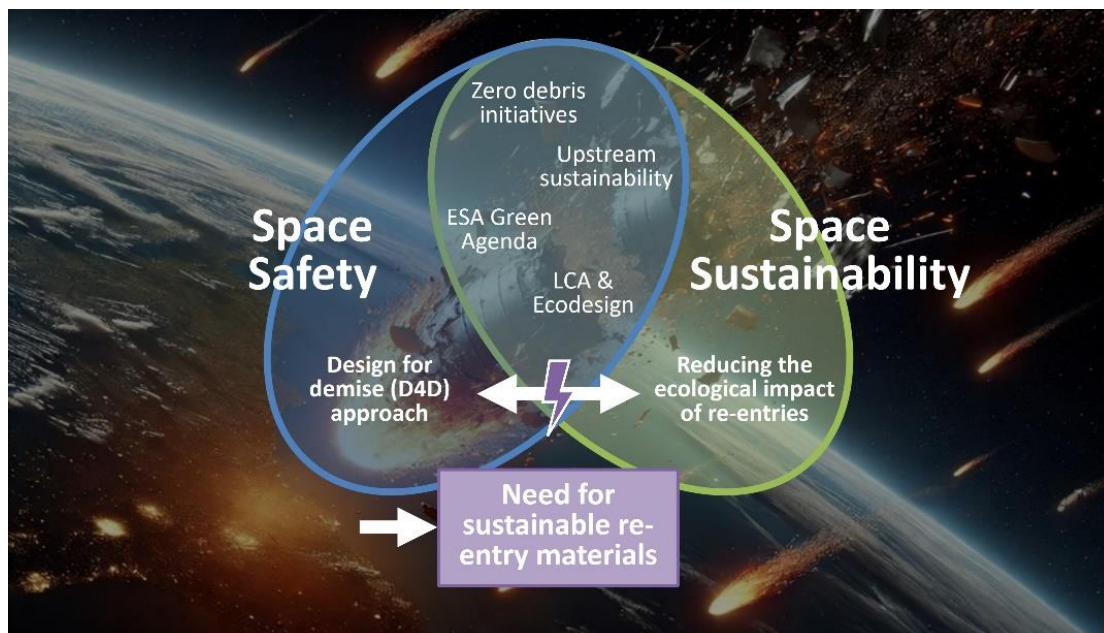 Zero debris
initiatives
Upstream
sustainability
ESA Green
Agenda
LCA &
Ecodesign
Space
Safety
Space
Sustainability
Design for
demise (D4D)
approach
Reducing the
ecological impact
of re-entries
Need for
sustainable re-
entry materials